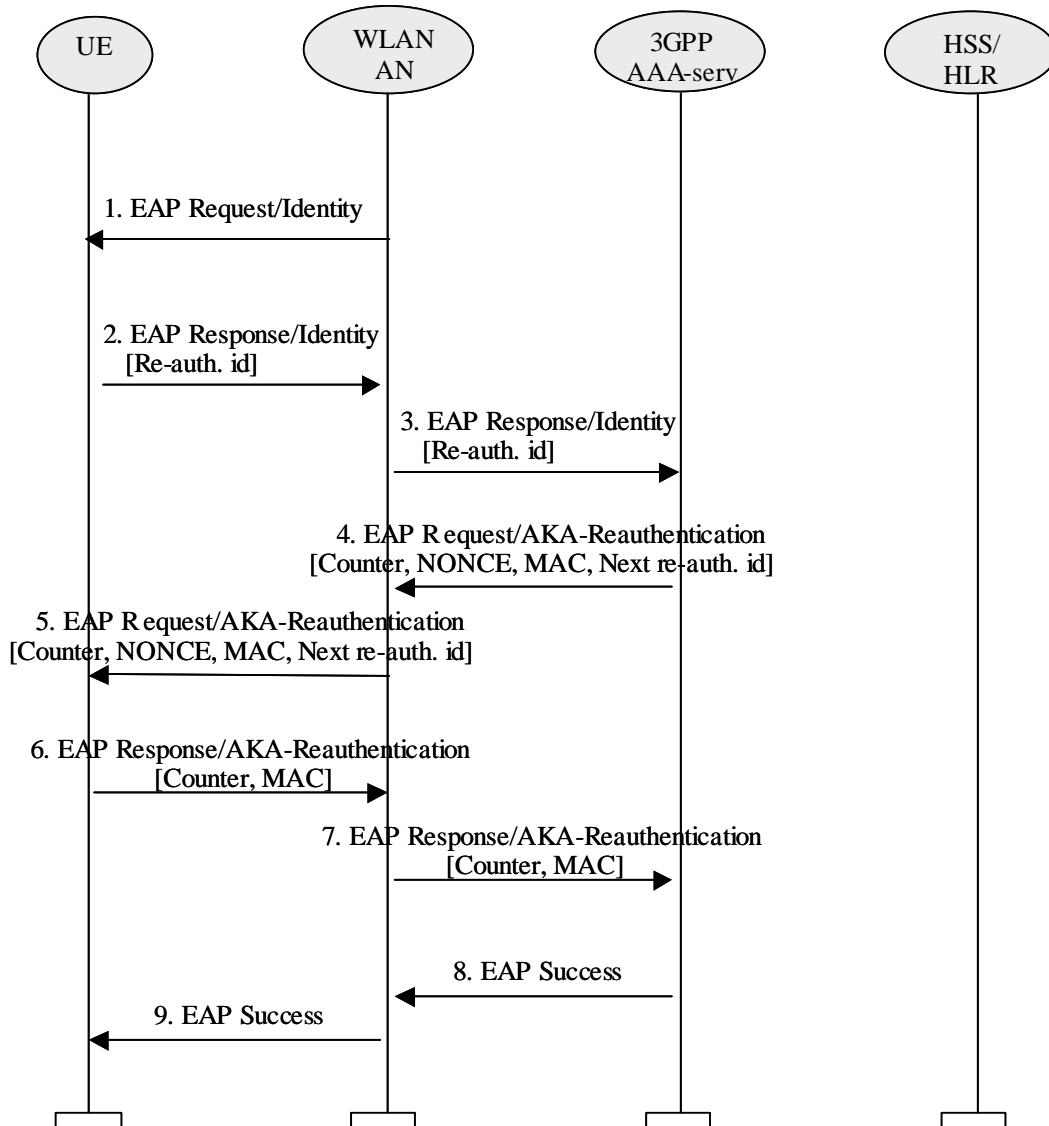 UE
WLAN
AN
3GPP
AAA-serv
HSS/
HLR
1. EAP Request/Identity
2. EAP Response/Identity
[Re-auth. id]
3. EAP Response/Identity
[Re-auth. id]
4. EAP Request/AKA-Reauthentication
[Counter, NONCE, MAC, Next re-auth. id]
5. EAP Request/AKA-Reauthentication
[Counter, NONCE, MAC, Next re-auth. id]
6. EAP Response/AKA-Reauthentication
[Counter, MAC]
7. EAP Response/AKA-Reauthentication
[Counter, MAC]
8. EAP Success
9. EAP Success